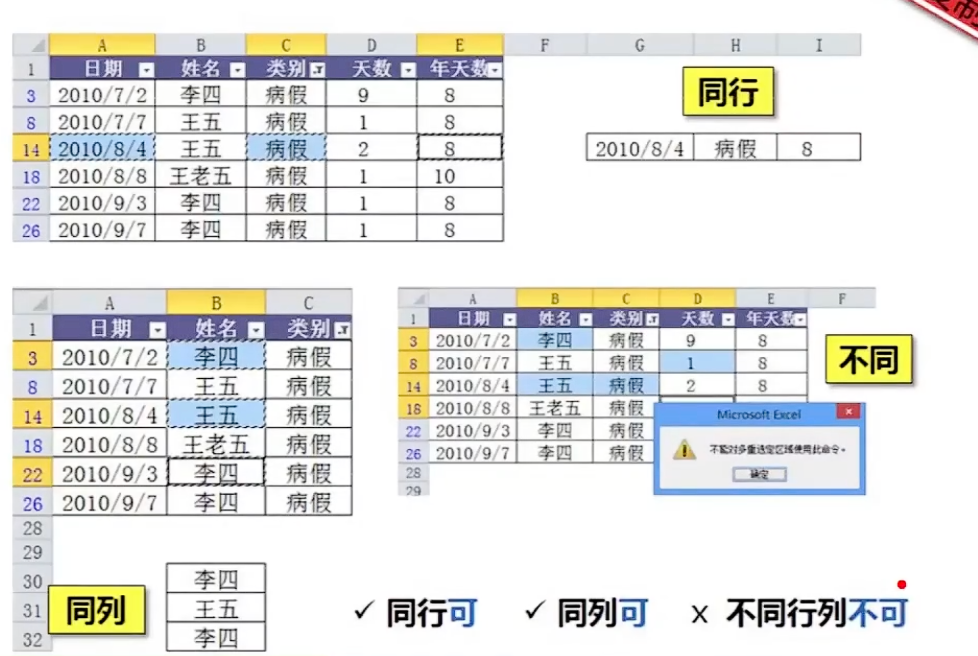 A B C D E F G H I
1 日期 姓名 类别 天数 年天数
3 2010/7/2 李四 病假 9 8
8 2010/7/7 王五 病假 1 8
14 2010/8/4 王五 病假 2 8
18 2010/8/8 王老五 病假 1 10
22 2010/9/3 李四 病假 1 8
26 2010/9/7 李四 病假 1 8
同行
2010/8/4 病假 8
A B C
1 日期 姓名 类别
3 2010/7/2 李四 病假
8 2010/7/7 王五 病假
14 2010/8/4 王五 病假
18 2010/8/8 王老五 病假
22 2010/9/3 李四 病假
26 2010/9/7 李四 病假
28
29
30 李四
31 王五
32 李四
同列
A B C D E F
1 日期 姓名 类别 天数 年天数
3 2010/7/2 李四 病假 9 8
8 2010/7/7 王五 病假 1 8
14 2010/8/4 王五 病假 2 8
18 2010/8/8 王老五 病假
22 2010/9/3 李四 病假
26 2010/9/7 李四 病假
28
29
不同
Microsoft Excel
不能对多重选定区域使用此命令。
确定
✓ 同行可 ✓ 同列可 x 不同行列不可